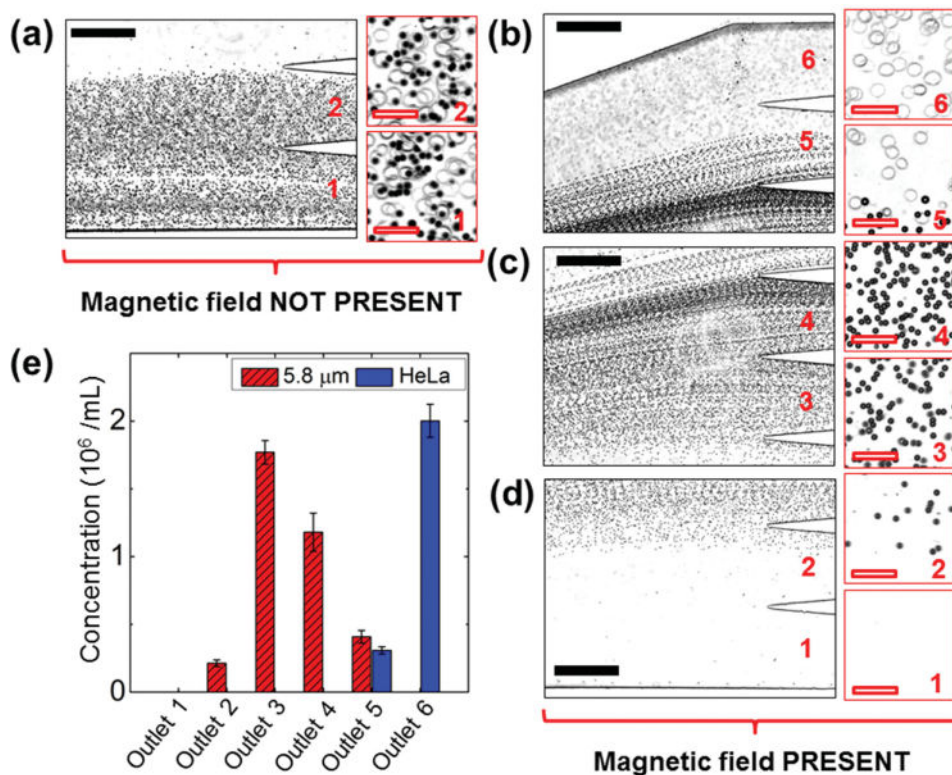 (a)
2
1
2
1
Magnetic field NOT PRESENT
(b)
6
5
6
5
(c)
4
3
4
3
(d)
2
1
2
1
Magnetic field PRESENT
(e)
5.8 μm HeLa
Concentration (10⁶ /mL)
2
1
0
Outlet 1
Outlet 2
Outlet 3
Outlet 4
Outlet 5
Outlet 6